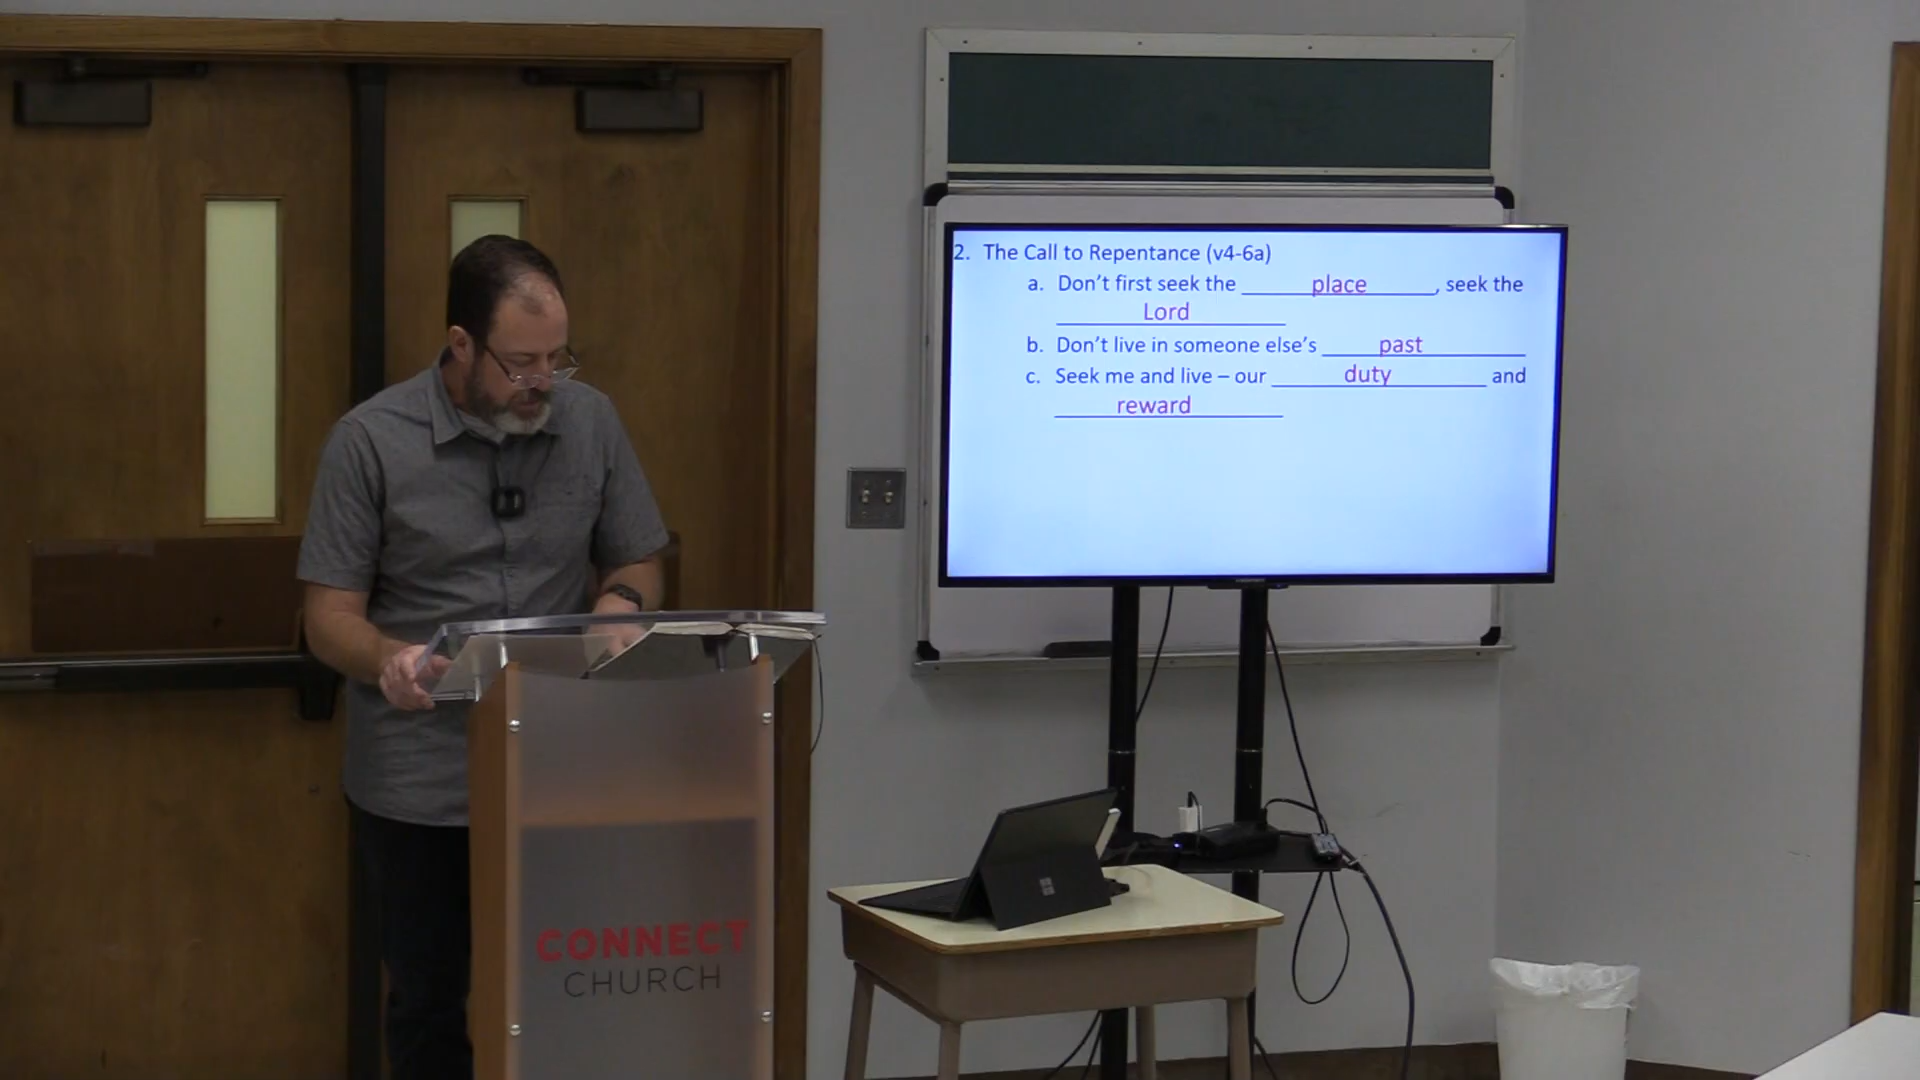 2. The Call to Repentance (v4-6a)
a. Don't first seek the place, seek the
Lord
b. Don't live in someone else's past
c. Seek me and live – our duty and
reward
CONNECT
CHURCH